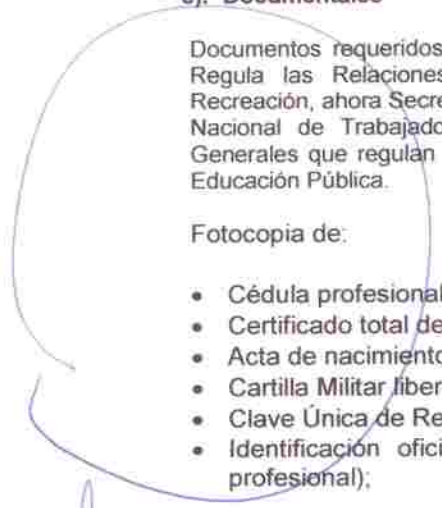 Documentales
Documentos requeridos
Regula las Relaciones
Recreación, ahora Secre
Nacional de Trabajado
Generales que regulan
Educación Pública.
Fotocopia de:
• Cédula profesional
• Certificado total de
• Acta de nacimiento
• Cartilla Militar liber
• Clave Única de Re
• Identificación ofici
profesional);